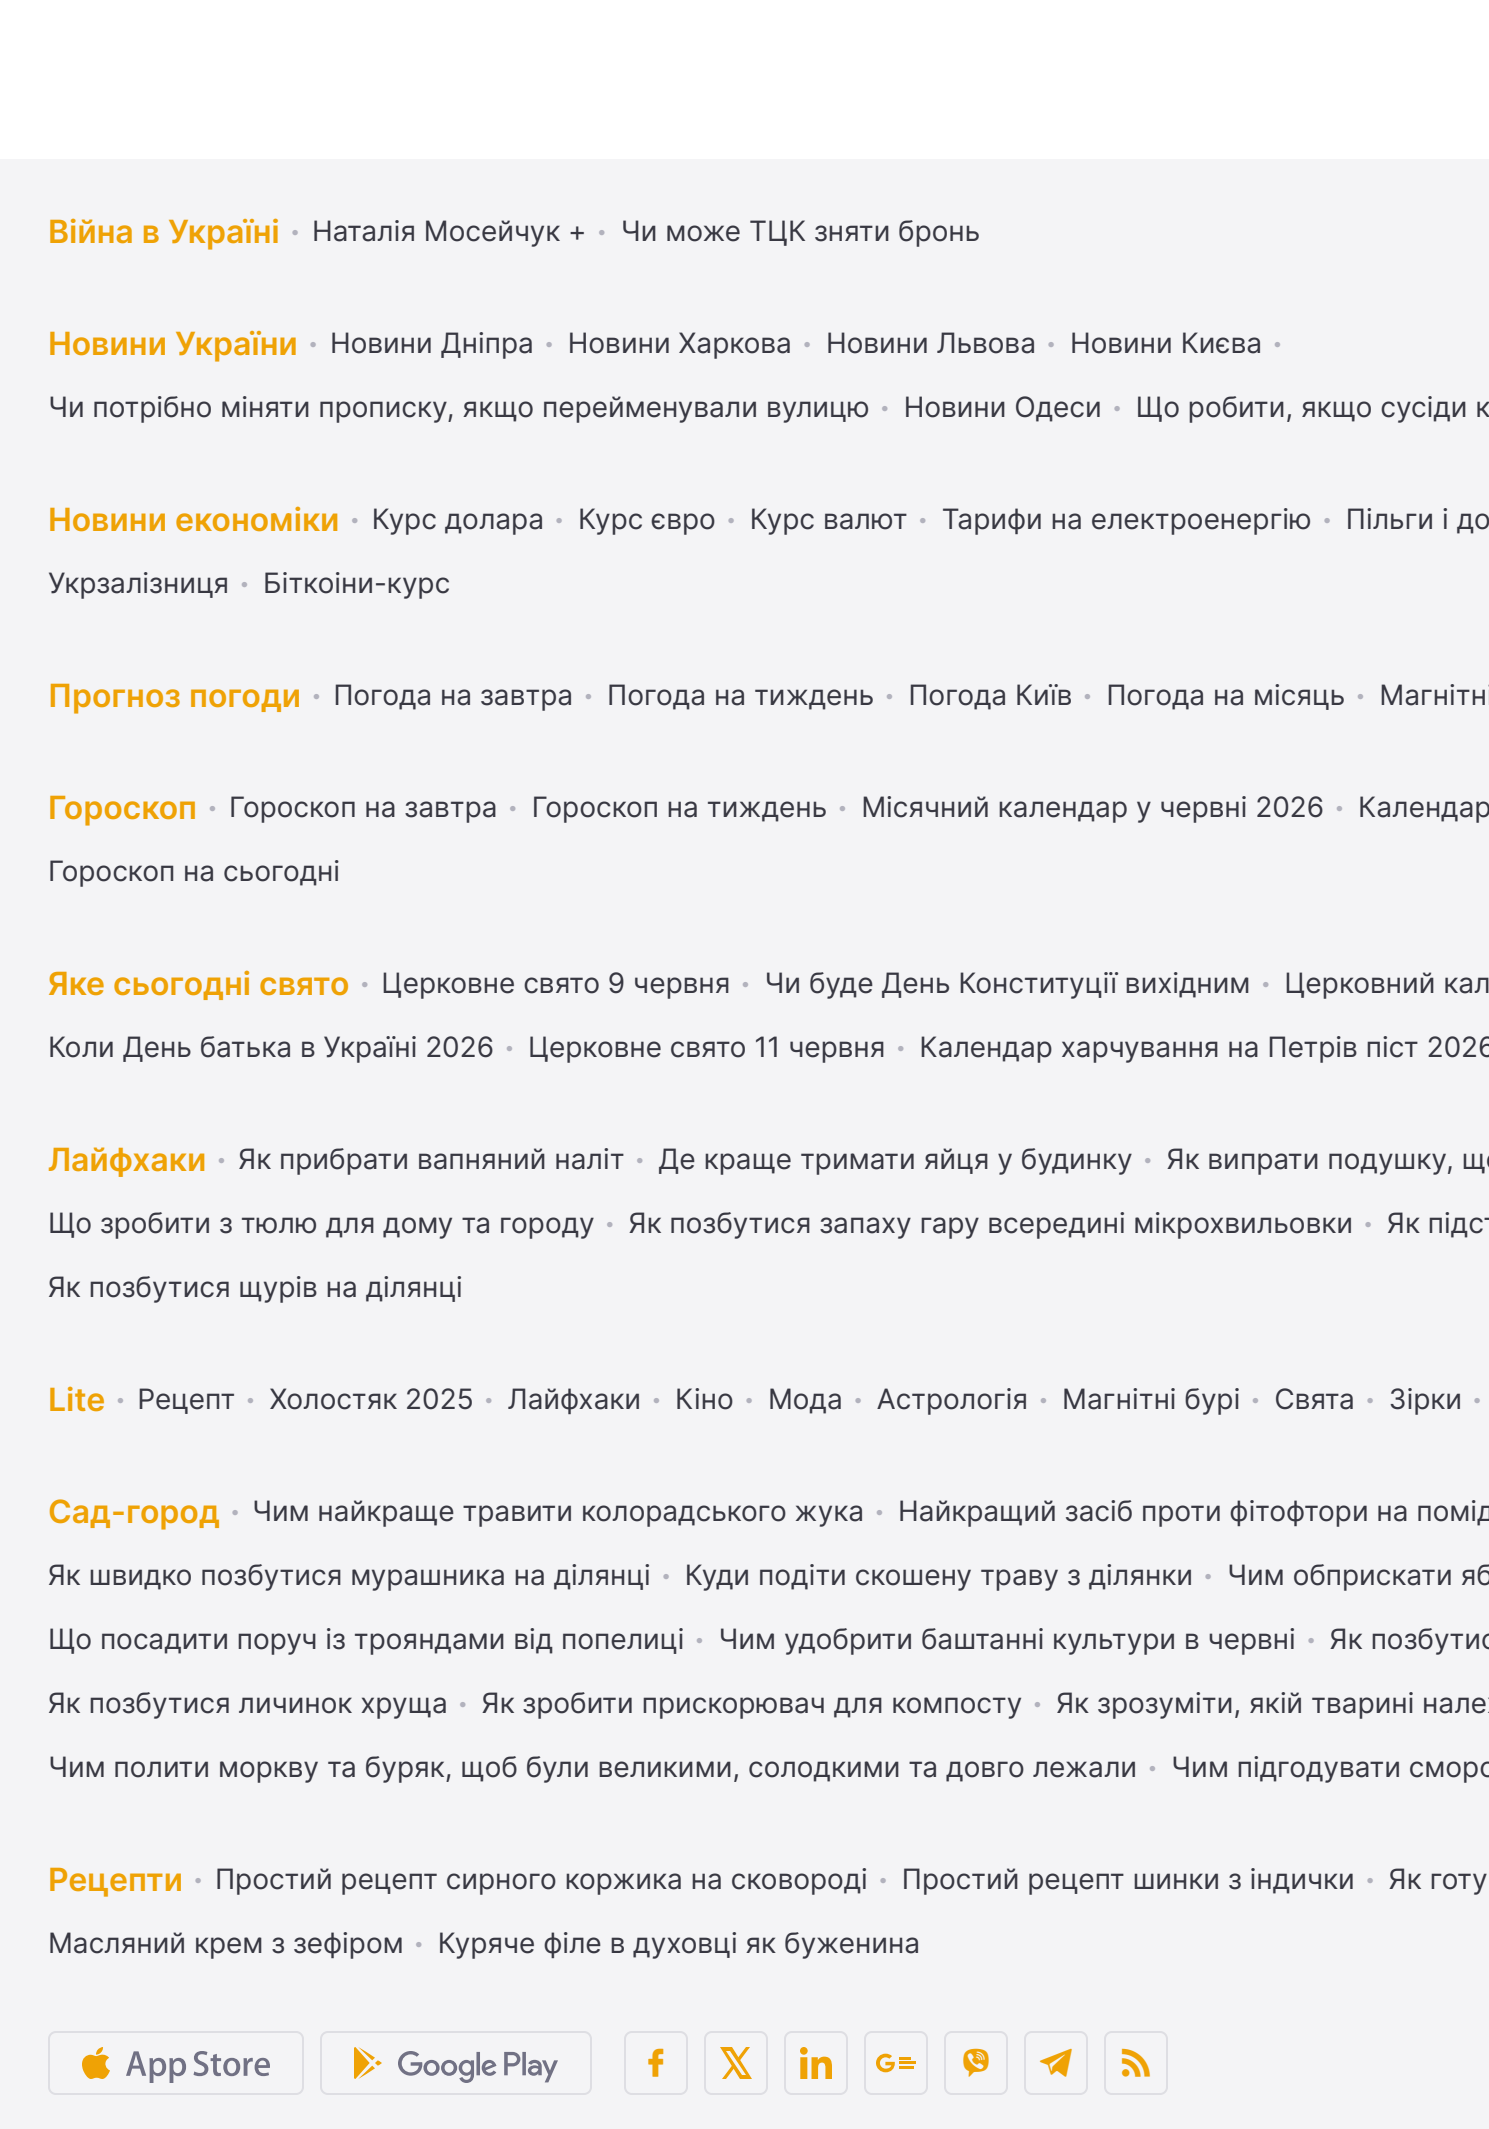 Війна в Україні • Наталія Мосейчук + • Чи може ТЦК зняти бронь
Новини України • Новини Дніпра • Новини Харкова • Новини Львова • Новини Києва •
Чи потрібно міняти прописку, якщо перейменували вулицю • Новини Одеси • Що робити, якщо сусіди
Новини економіки • Курс долара • Курс євро • Курс валют • Тарифи на електроенергію • Пільги і
Укрзалізниця • Біткоіни-курс
Прогноз погоди • Погода на завтра • Погода на тиждень • Погода Київ • Погода на місяць •
Гороскоп • Гороскоп на завтра • Гороскоп на тиждень • Місячний календар у червні 2026 • Календар
Гороскоп на сьогодні
Яке сьогодні свято • Церковне свято 9 червня • Чи буде День Конституції вихідним • Церковний
Коли День батька в Україні 2026 • Церковне свято 11 червня • Календар харчування на Петрів піст 2026
Лайфхаки • Як прибрати вапняний наліт • Де краще тримати яйця у будинку • Як випрати подушку,
Що зробити з тюлю для дому та городу • Як позбутися запаху гару всередині мікрохвильовки • Як
Як позбутися щурів на ділянці
Lite • Рецепт • Холостяк 2025 • Лайфхаки • Кіно • Мода • Астрологія • Магнітні бурі • Свята • Зірки •
Сад-город • Чим найкраще травити колорадського жука • Найкращий засіб проти фітофтори на
Як швидко позбутися мурашника на ділянці • Куди подіти скошену траву з ділянки • Чим обприскати
Що посадити поруч із трояндами від попелиці • Чим удобрити баштанні культури в червні • Як
Як позбутися личинок хруща • Як зробити прискорювач для компосту • Як зрозуміти, якій тварині
Чим полити моркву та буряк, щоб були великими, солодкими та довго лежали • Чим підгодувати
Рецепти • Простий рецепт сирного коржика на сковороді • Простий рецепт шинки з індички • Як
Масляний крем з зефіром • Куряче філе в духовці як буженина
App Store Google Play